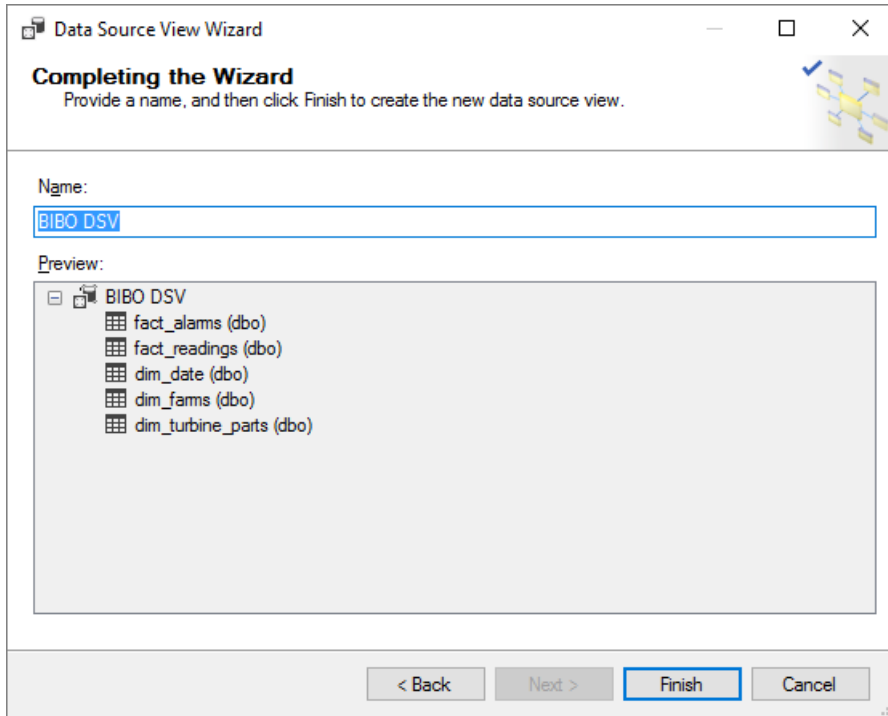 Data Source View Wizard
Completing the Wizard
Provide a name, and then click Finish to create the new data source view.
Name:
BIBO DSV
Preview:
BIBO DSV
fact_alarms (dbo)
fact_readings (dbo)
dim_date (dbo)
dim_farms (dbo)
dim_turbine_parts (dbo)
< Back Next > Finish Cancel